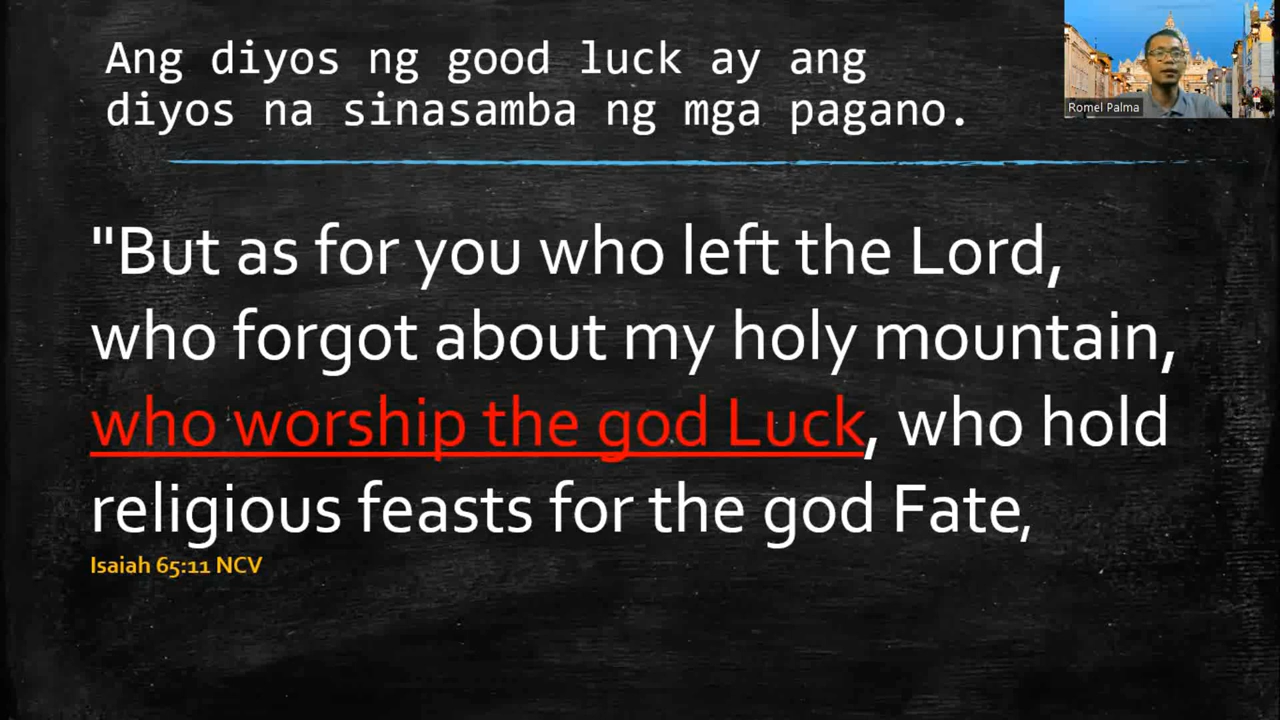 Ang diyos ng good luck ay ang
diyos na sinasamba ng mga pagano.
Romel Palma
"But as for you who left the Lord,
who forgot about my holy mountain,
who worship the god Luck, who hold
religious feasts for the god Fate,
Isaiah 65:11 NCV